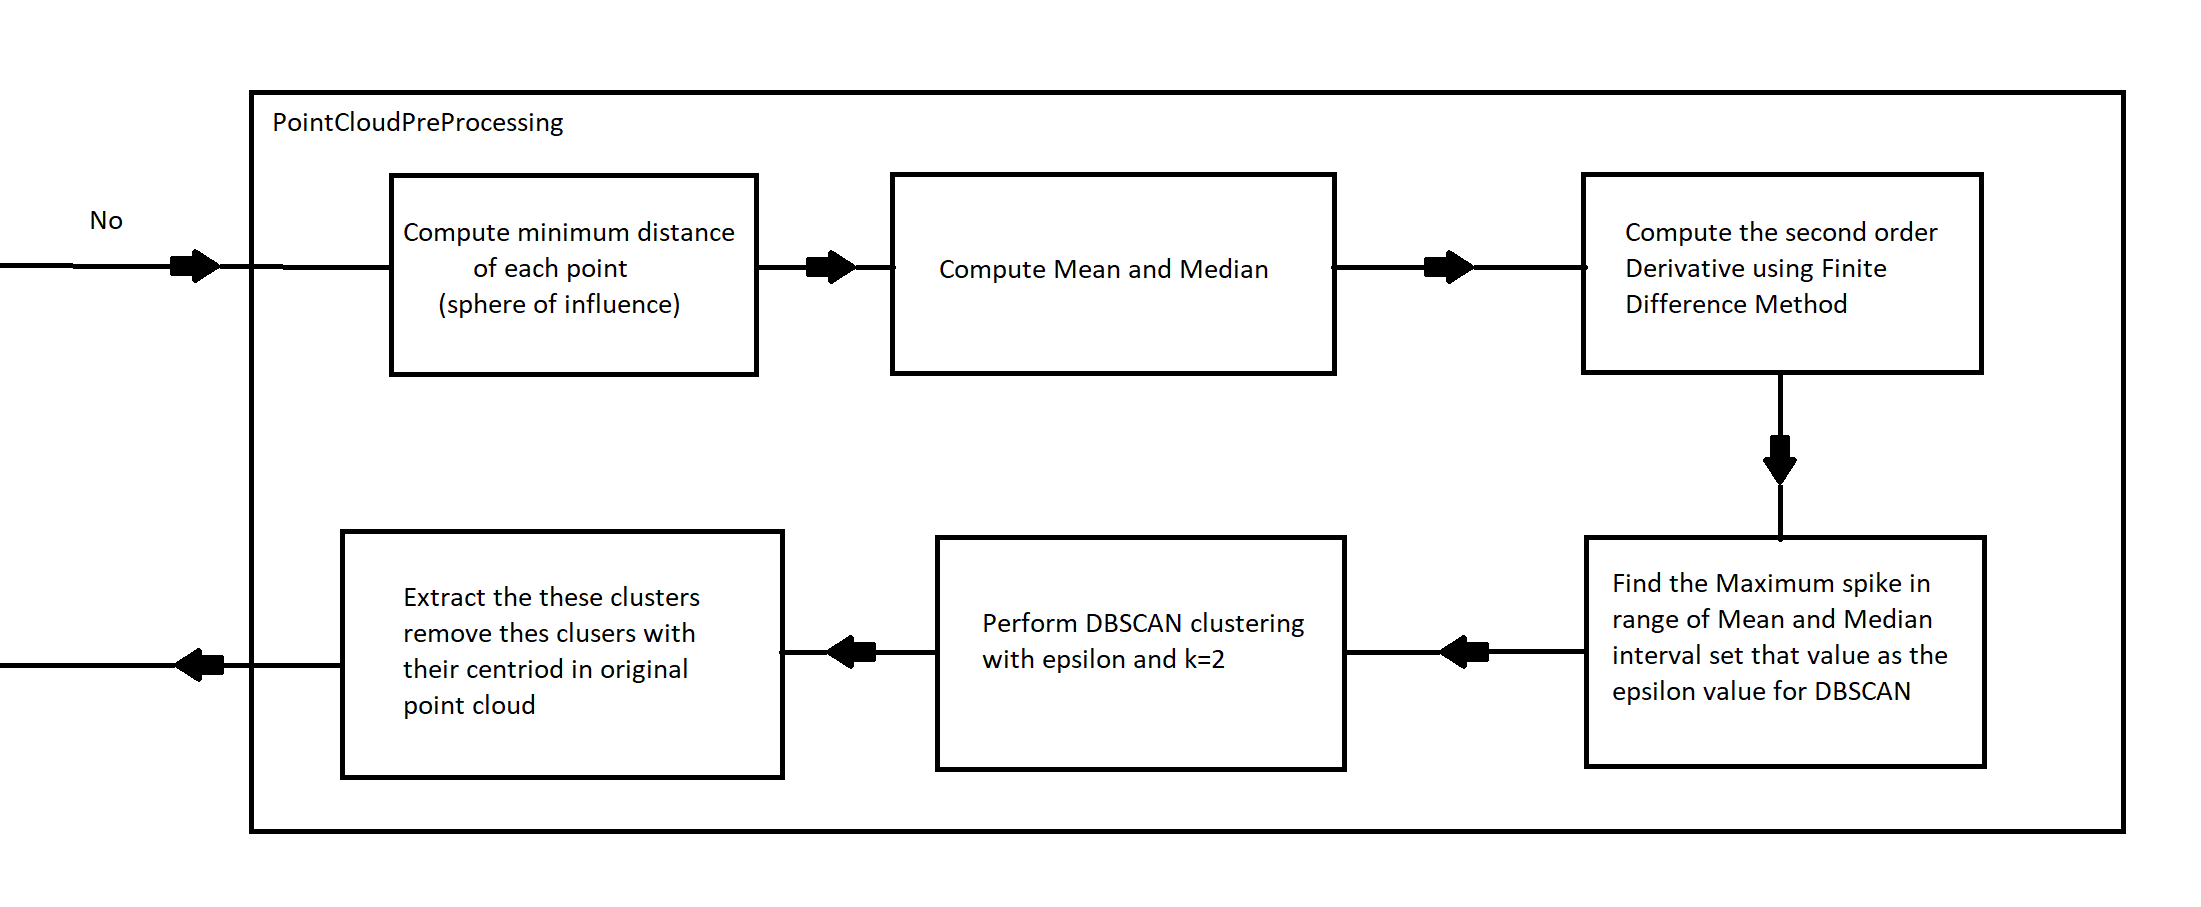 PointCloudPreProcessing
No
Compute minimum distance
of each point
(sphere of influence)
Compute Mean and Median
Compute the second order
Derivative using Finite
Difference Method
Find the Maximum spike in
range of Mean and Median
interval set that value as the
epsilon value for DBSCAN
Perform DBSCAN clustering
with epsilon and k=2
Extract the these clusters
remove thes clusers with
their centriod in original
point cloud